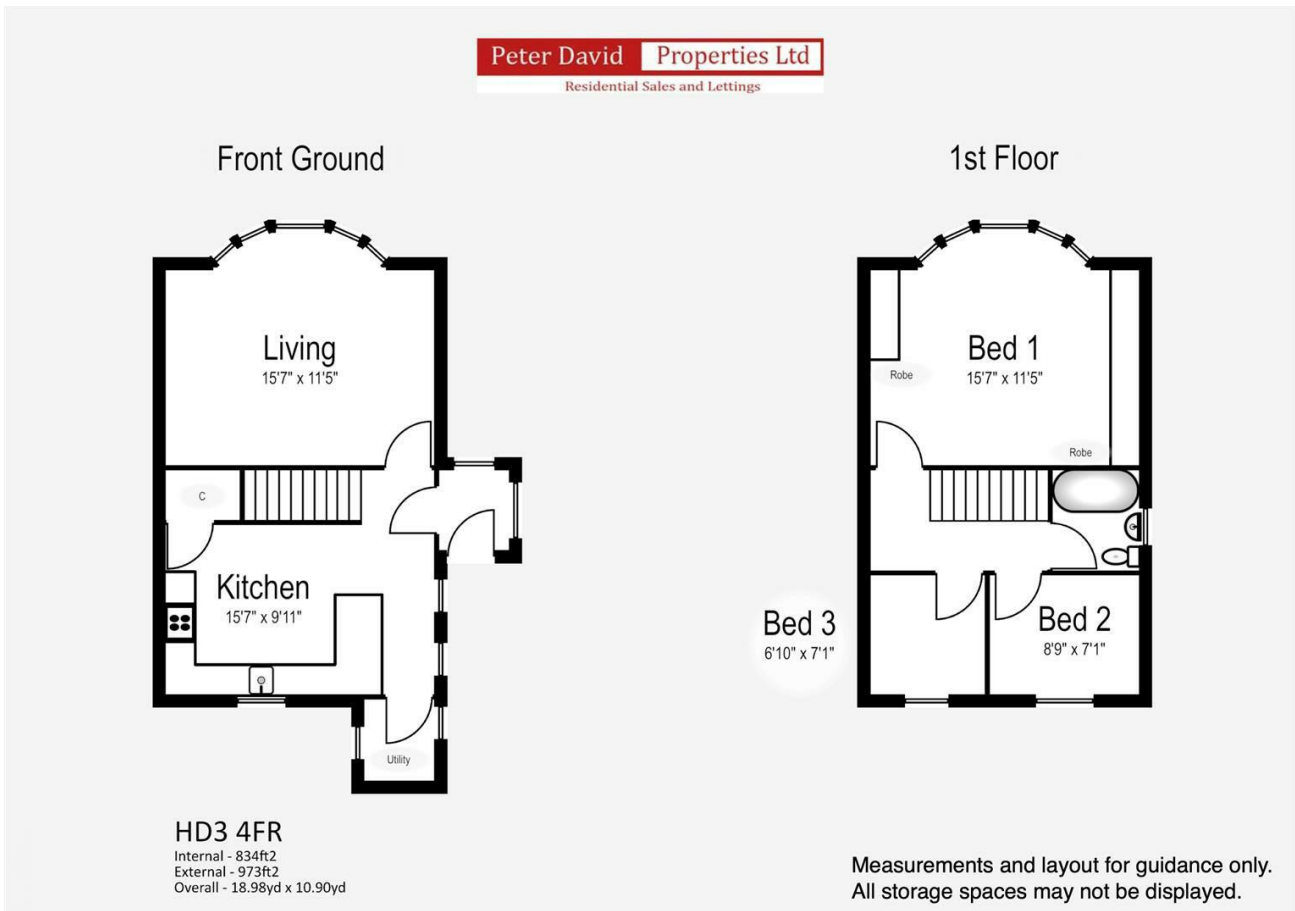 Peter David Properties Ltd
Residential Sales and Lettings
Front Ground
Living
15'7" x 11'5"
C
Kitchen
15'7" x 9'11"
Utility
HD3 4FR
Internal - 834ft2
External - 973ft2
Overall - 18.98yd x 10.90yd
1st Floor
Bed 1
15'7" x 11'5"
Robe
Robe
Bed 3
6'10" x 7'1"
Bed 2
8'9" x 7'1"
Measurements and layout for guidance only.
All storage spaces may not be displayed.